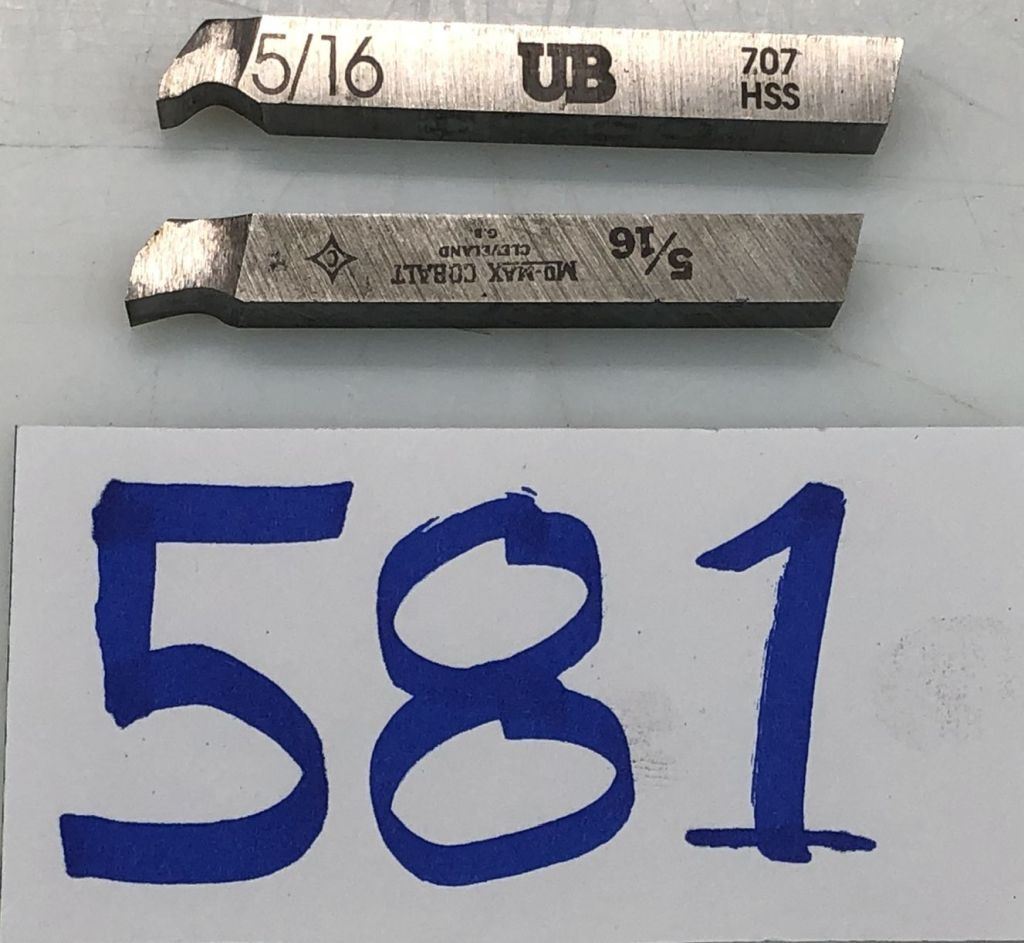 5/16 UB 707
HSS
5/16
MO-MAX COBALT
CLEVELAND
G.B.
C
581